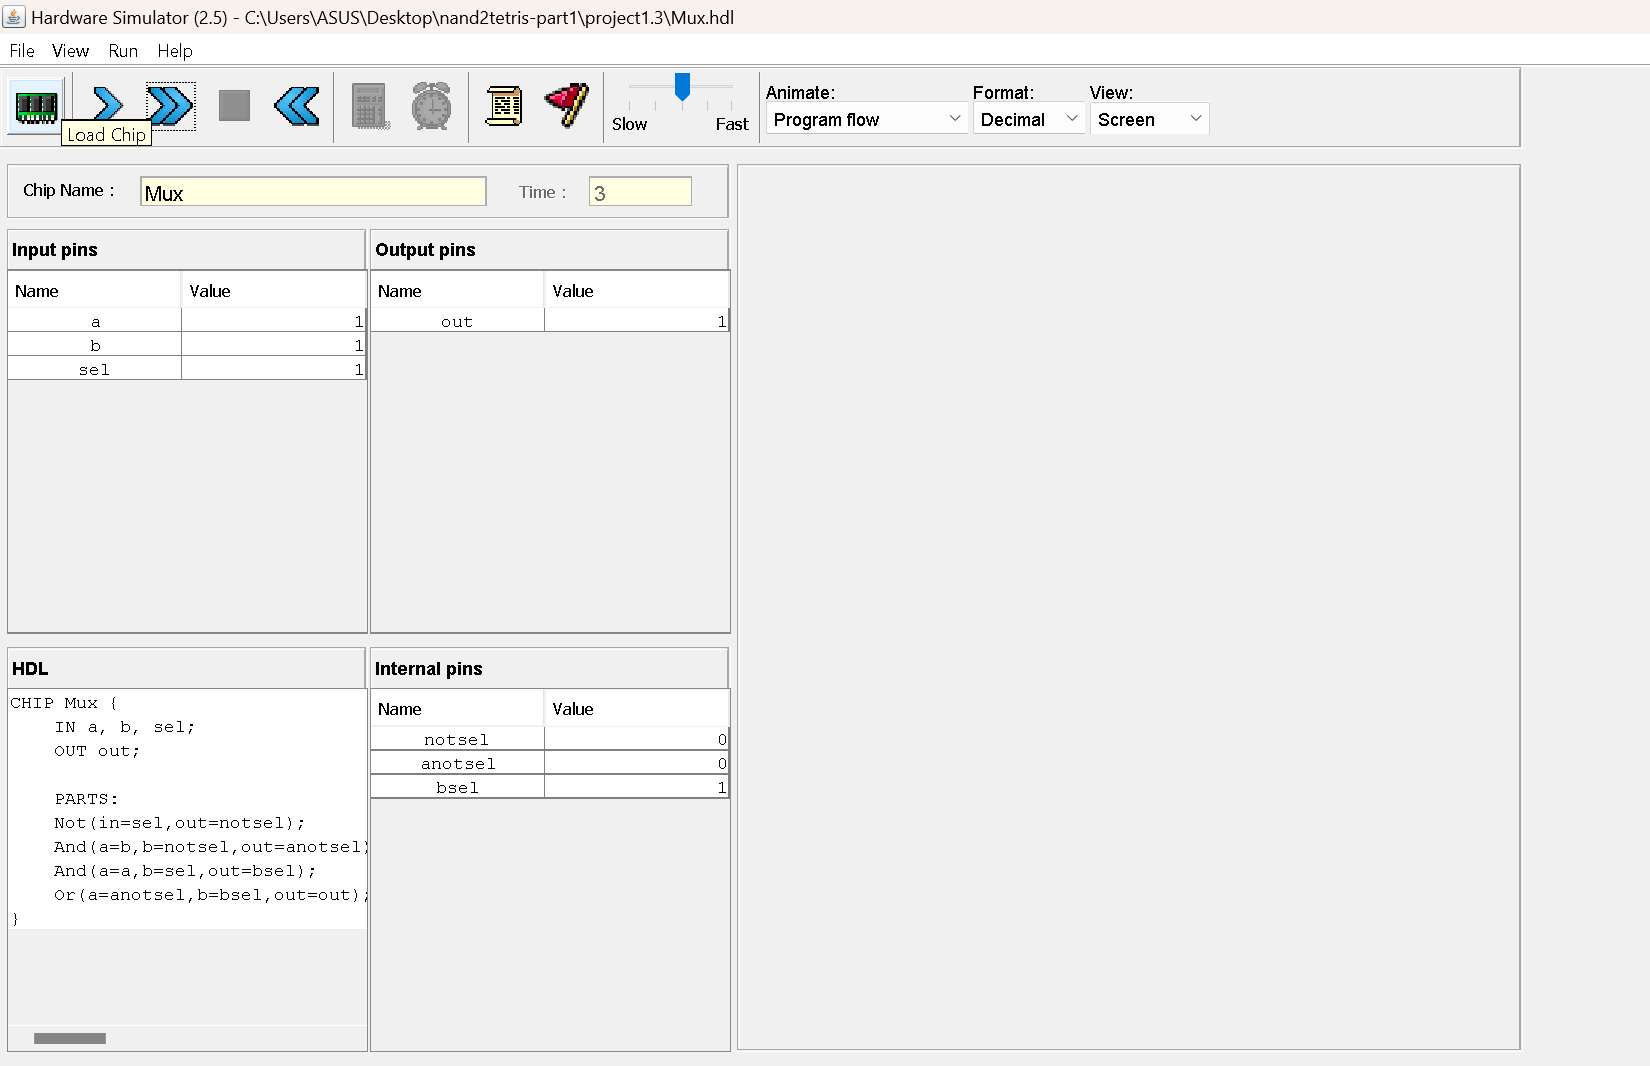 Hardware Simulator (2.5) - C:\Users\ASUS\Desktop\nand2tetris-part1\project1.3\Mux.hdl
File View Run Help
Load Chip
Slow Fast
Animate: Format: View:
Program flow Decimal Screen
Chip Name : Mux Time : 3
Input pins
Name Value
a 1
b 1
sel 1
Output pins
Name Value
out 1
HDL
CHIP Mux {
    IN a, b, sel;
    OUT out;
    PARTS:
    Not(in=sel,out=notsel);
    And(a=b,b=notsel,out=anotsel)
    And(a=a,b=sel,out=bsel);
    Or(a=anotsel,b=bsel,out=out);
}
Internal pins
Name Value
notsel 0
anotsel 0
bsel 1